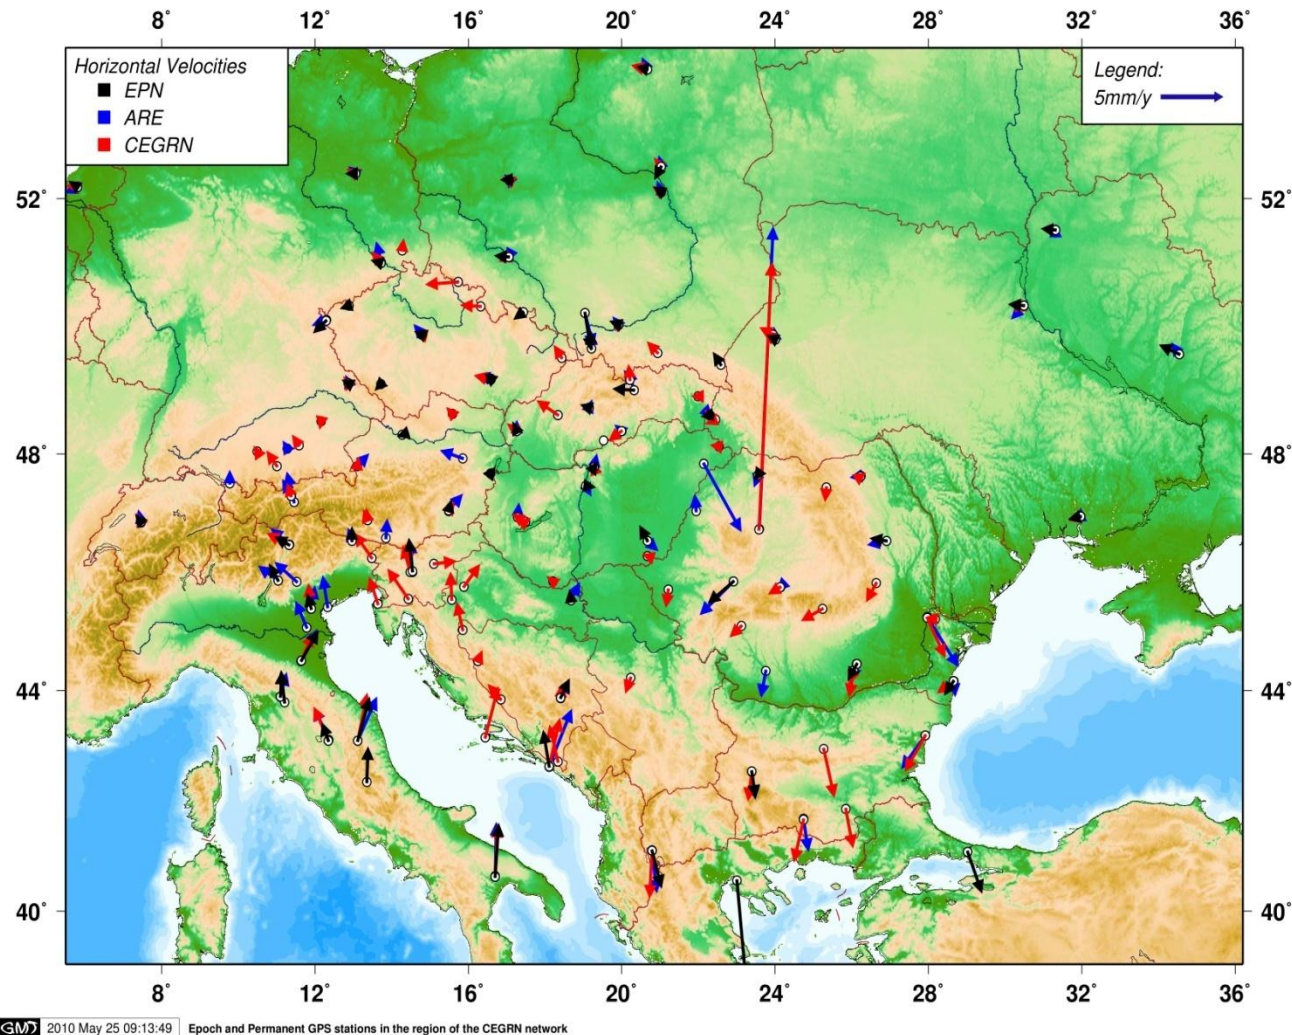 8° 12° 16° 20° 24° 28° 32° 36°
Horizontal Velocities
EPN
ARE
CEGRN
Legend:
5mm/y
52° 52°
48° 48°
44° 44°
40° 40°
8° 12° 16° 20° 24° 28° 32° 36°
GMT 2010 May 25 09:13:49 Epoch and Permanent GPS stations in the region of the CEGRN network